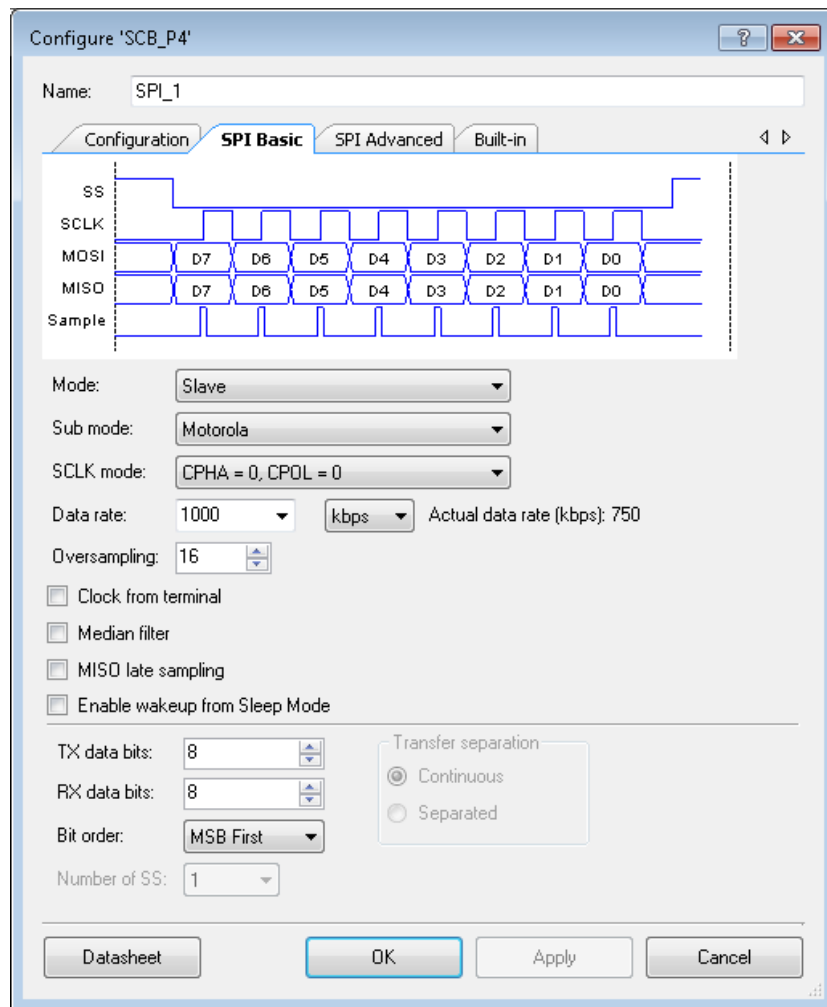 Configure 'SCB_P4'
Name: SPI_1
Configuration SPI Basic SPI Advanced Built-in
SS
SCLK
MOSI D7 D6 D5 D4 D3 D2 D1 D0
MISO D7 D6 D5 D4 D3 D2 D1 D0
Sample
Mode: Slave
Sub mode: Motorola
SCLK mode: CPHA = 0, CPOL = 0
Data rate: 1000 kbps Actual data rate (kbps): 750
Oversampling: 16
Clock from terminal
Median filter
MISO late sampling
Enable wakeup from Sleep Mode
TX data bits: 8
RX data bits: 8
Bit order: MSB First
Number of SS: 1
Transfer separation
Continuous
Separated
Datasheet OK Apply Cancel